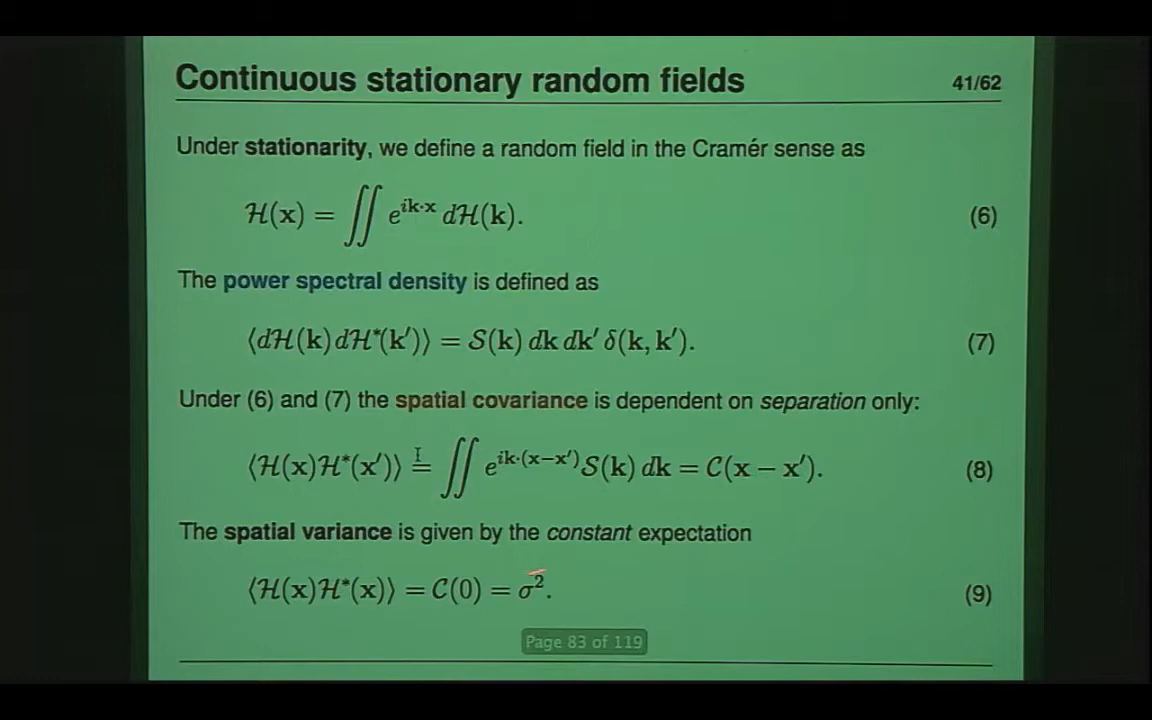 Continuous stationary random fields 41/62
Under stationarity, we define a random field in the Cramér sense as
ℋ(x) = ∬ e^{ik·x} dℋ(k). (6)
The power spectral density is defined as
⟨dℋ(k) dℋ*(k′)⟩ = 𝒮(k) dk dk′ δ(k, k′). (7)
Under (6) and (7) the spatial covariance is dependent on separation only:
⟨ℋ(x)ℋ*(x′)⟩ = ∬ e^{ik·(x−x′)} 𝒮(k) dk = 𝒞(x − x′). (8)
The spatial variance is given by the constant expectation
⟨ℋ(x)ℋ*(x)⟩ = 𝒞(0) = σ². (9)
Page 83 of 119